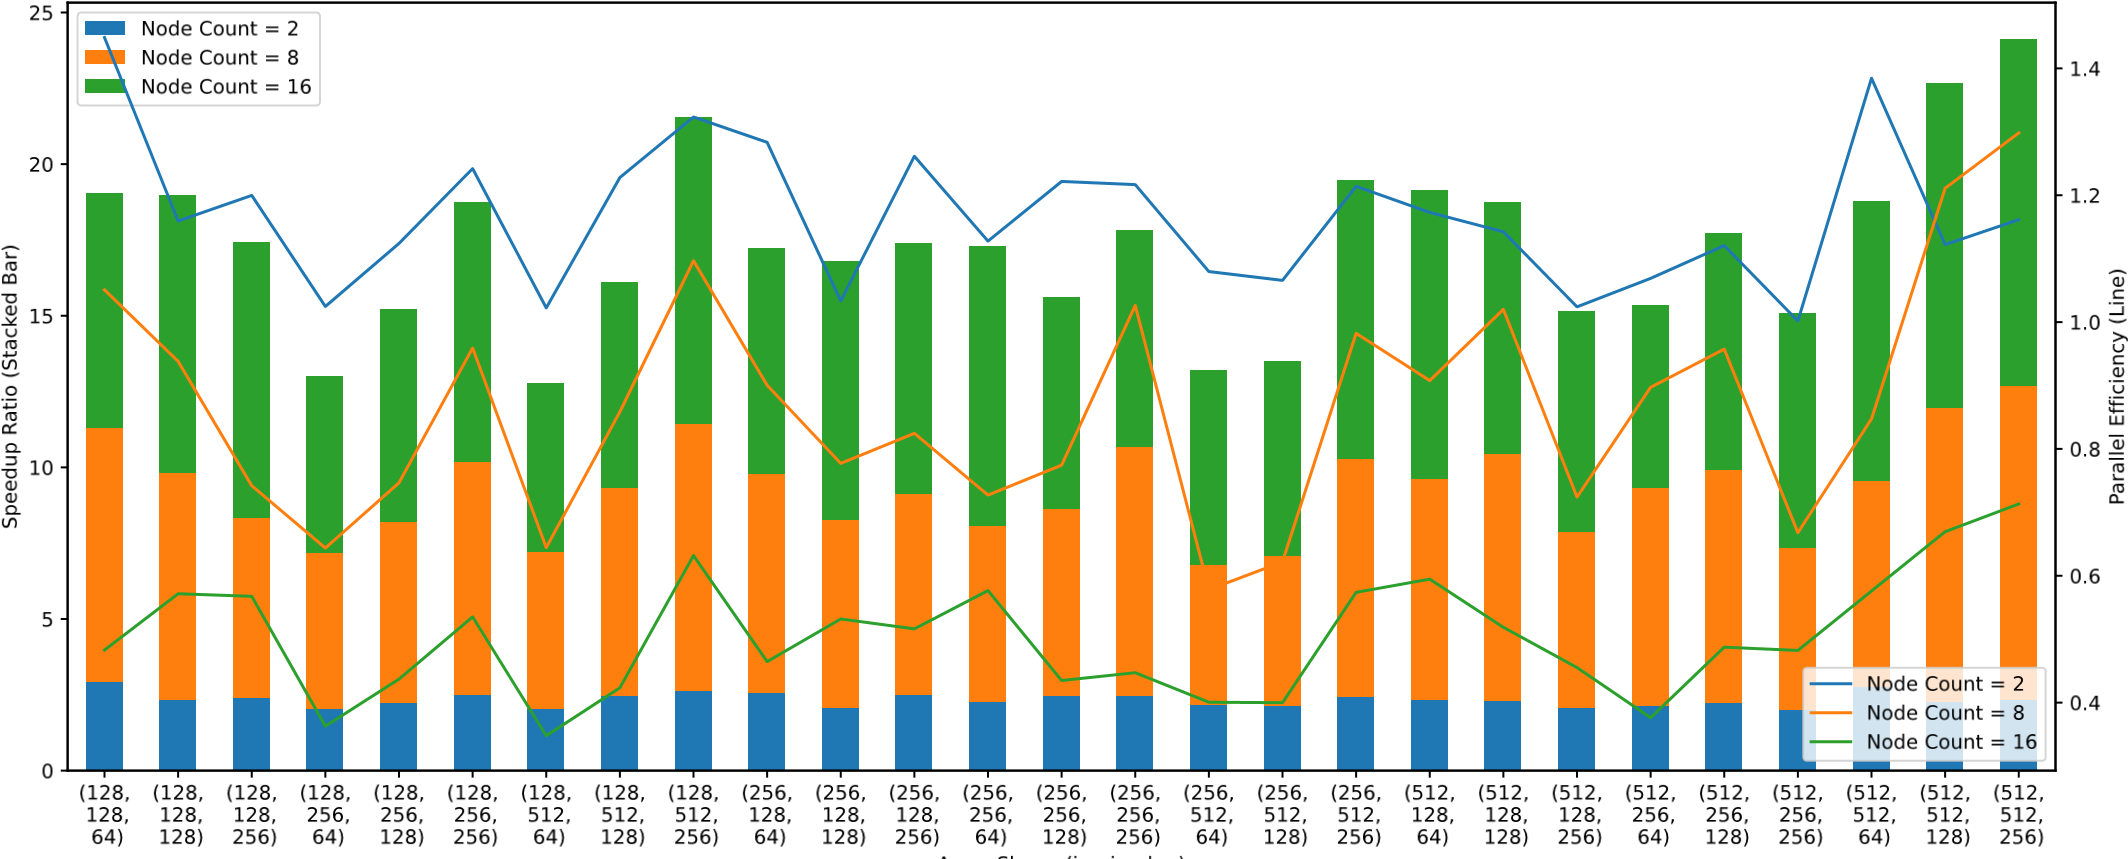 25
20
15
10
5
0
Speedup Ratio (Stacked Bar)
Node Count = 2
Node Count = 8
Node Count = 16
1.4
1.2
1.0
0.8
0.6
0.4
Parallel Efficiency (Line)
Node Count = 2
Node Count = 8
Node Count = 16
(128, (128, (128, (128, (128, (128, (128, (128, (128, (256, (256, (256, (256, (256, (256, (256, (256, (256, (512, (512, (512, (512, (512, (512, (512, (512, (512,
128, 128, 128, 256, 256, 256, 512, 512, 512, 128, 128, 128, 256, 256, 256, 512, 512, 512, 128, 128, 128, 256, 256, 256, 512, 512, 512,
64) 128) 256) 64) 128) 256) 64) 128) 256) 64) 128) 256) 64) 128) 256) 64) 128) 256) 64) 128) 256) 64) 128) 256) 64) 128) 256)